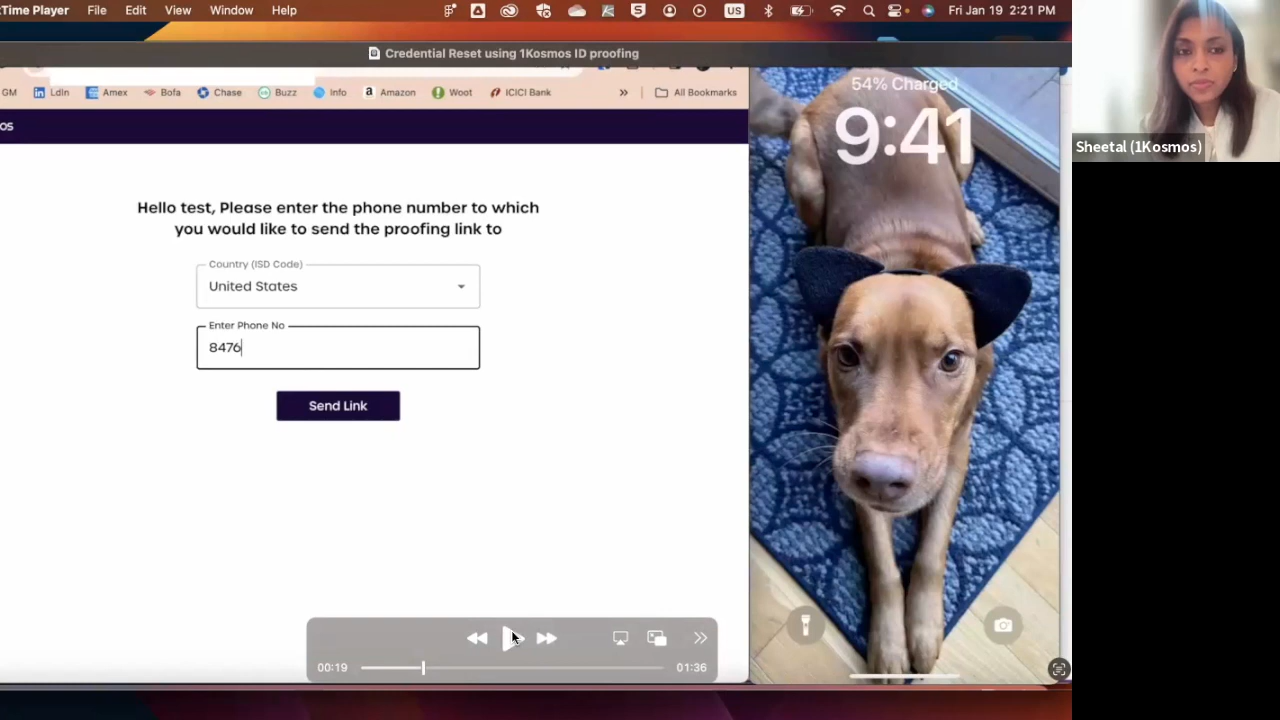 Time Player File Edit View Window Help US Fri Jan 19 2:21 PM
Credential Reset using 1Kosmos ID proofing
GM LdIn Amex Bofa Chase Buzz Info Amazon Woot ICICI Bank » All Bookmarks
os
54% Charged
9:41
Hello test, Please enter the phone number to which
you would like to send the proofing link to
Country (ISD Code)
United States
Enter Phone No
8476
Send Link
00:19 01:36
Sheetal (1Kosmos)